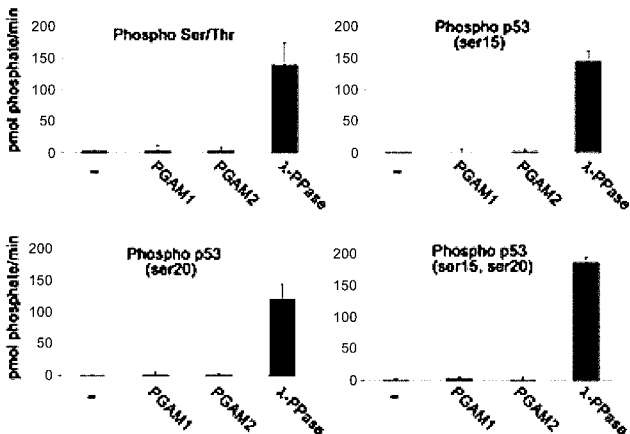 pmol phosphate/min
200
150
100
50
0
Phospho Ser/Thr
-
PGAM1
PGAM2
λ-PPase
200
150
100
50
0
Phospho p53
(ser15)
-
PGAM1
PGAM2
λ-PPase
pmol phosphate/min
200
150
100
50
0
Phospho p53
(ser20)
-
PGAM1
PGAM2
λ-PPase
200
150
100
50
0
Phospho p53
(ser15, ser20)
-
PGAM1
PGAM2
λ-PPase